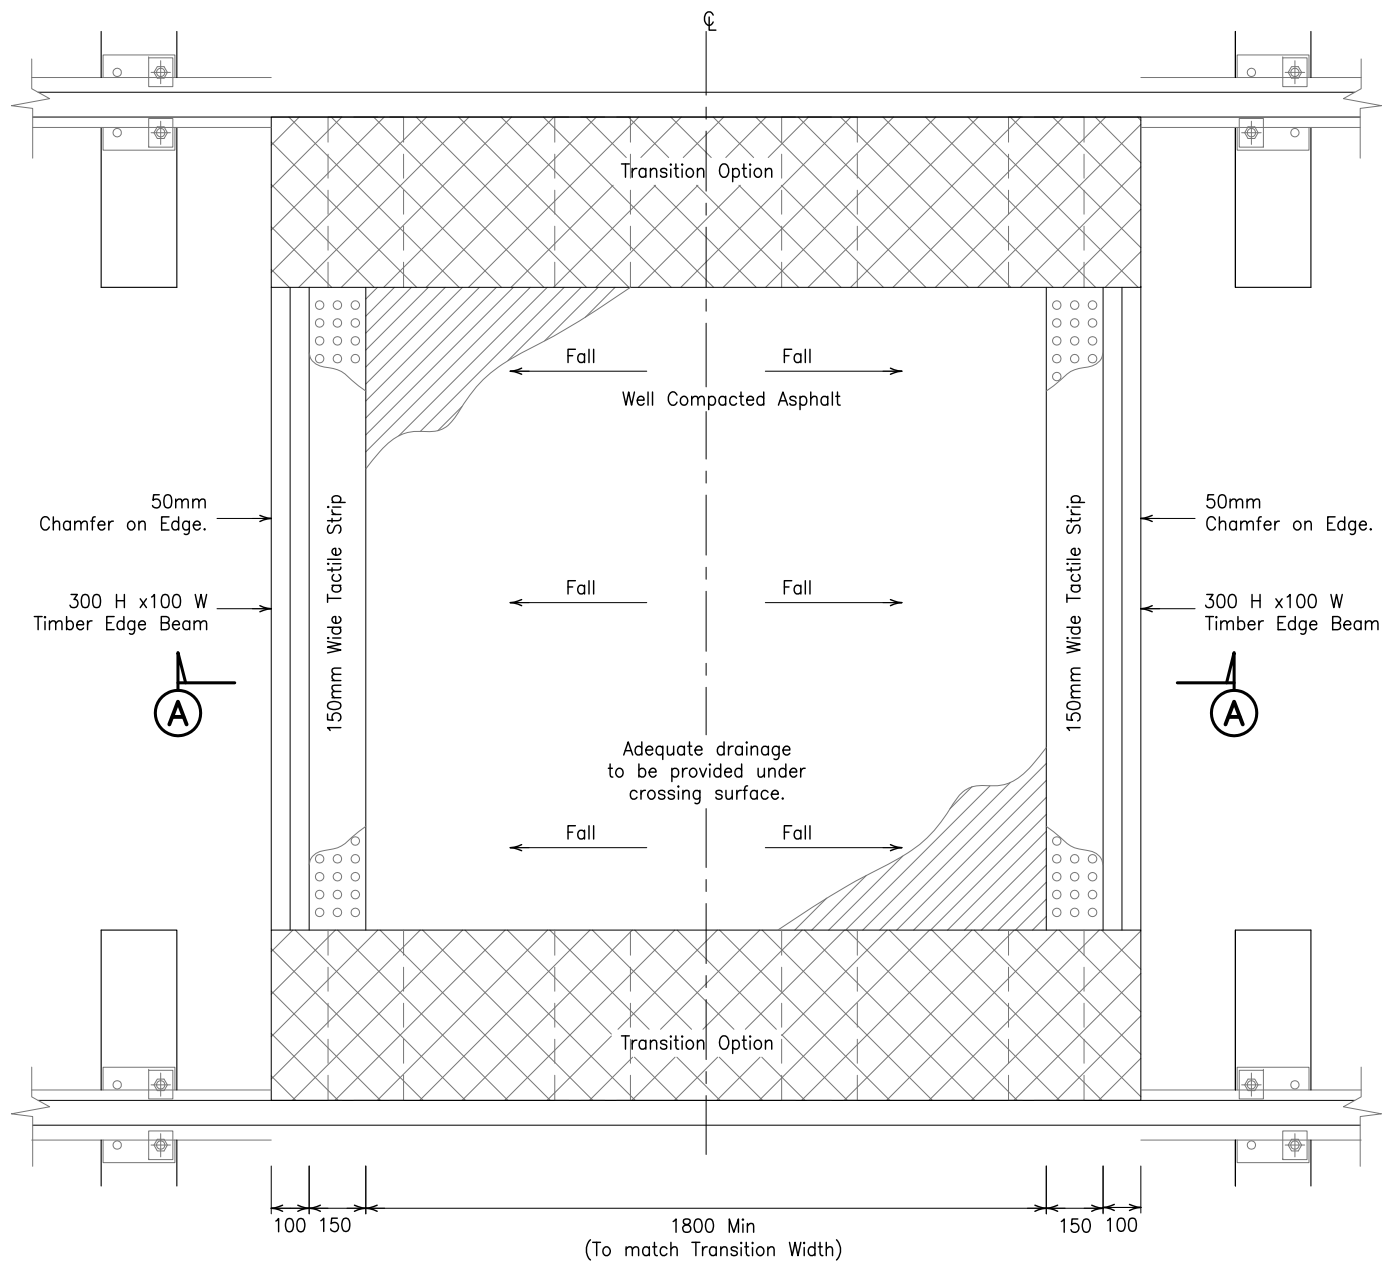 ℄
Transition Option
Fall
Fall
Well Compacted Asphalt
50mm
Chamfer on Edge.
50mm
Chamfer on Edge.
150mm Wide Tactile Strip
150mm Wide Tactile Strip
Fall
Fall
300 H x100 W
Timber Edge Beam
300 H x100 W
Timber Edge Beam
A
A
Adequate drainage
to be provided under
crossing surface.
Fall
Fall
Transition Option
100 150 1800 Min 150 100
(To match Transition Width)